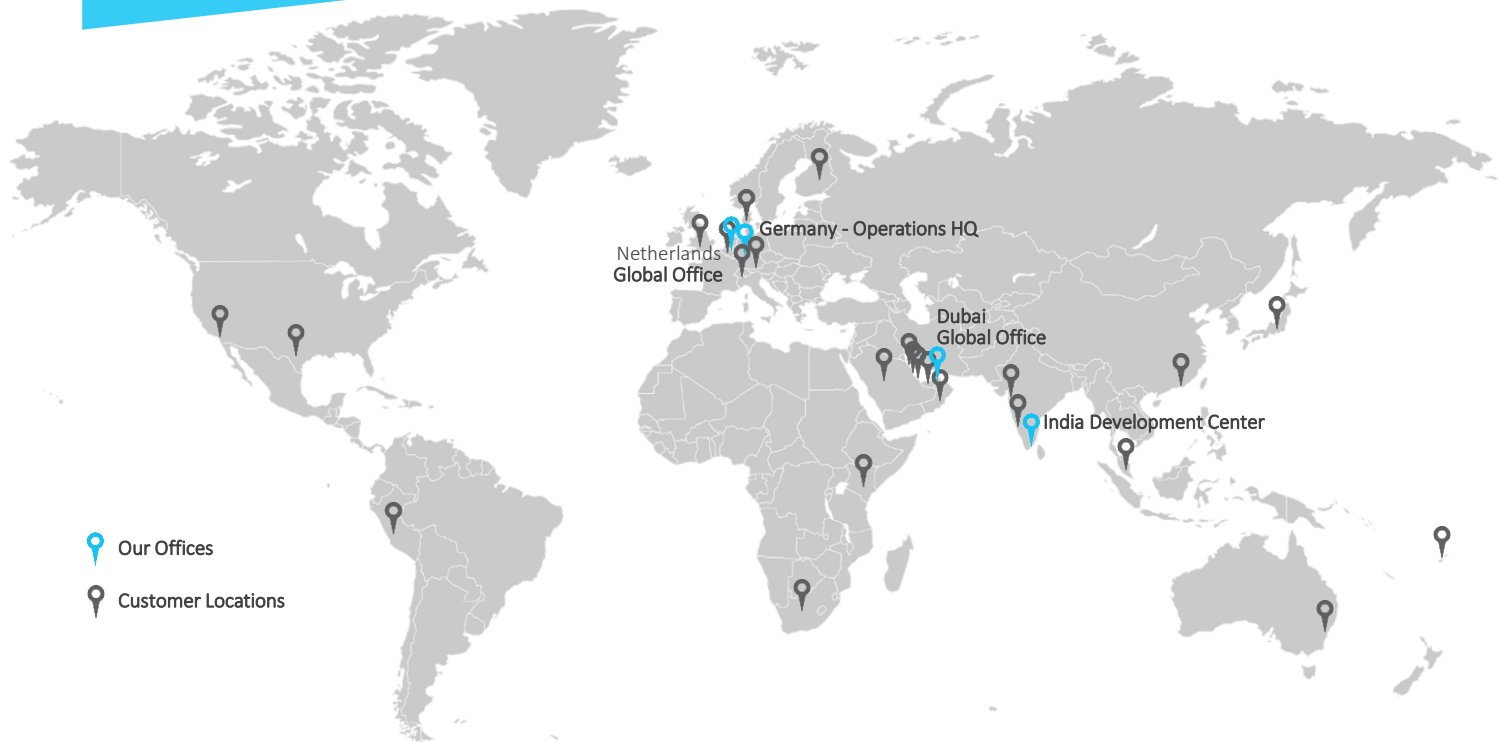 Germany - Operations HQ
Netherlands
Global Office
Dubai
Global Office
India Development Center
Our Offices
Customer Locations